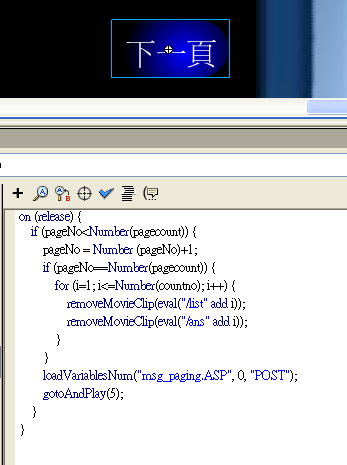 下一頁
on (release) {
if (pageNo<Number(pagecount)) {
pageNo = Number (pageNo)+1;
if (pageNo==Number(pagecount)) {
for (i=1; i<=Number(countno); i++) {
removeMovieClip(eval("/list" add i));
removeMovieClip(eval("/ans" add i));
}
}
loadVariablesNum("msg_paging.ASP", 0, "POST");
gotoAndPlay(5);
}
}